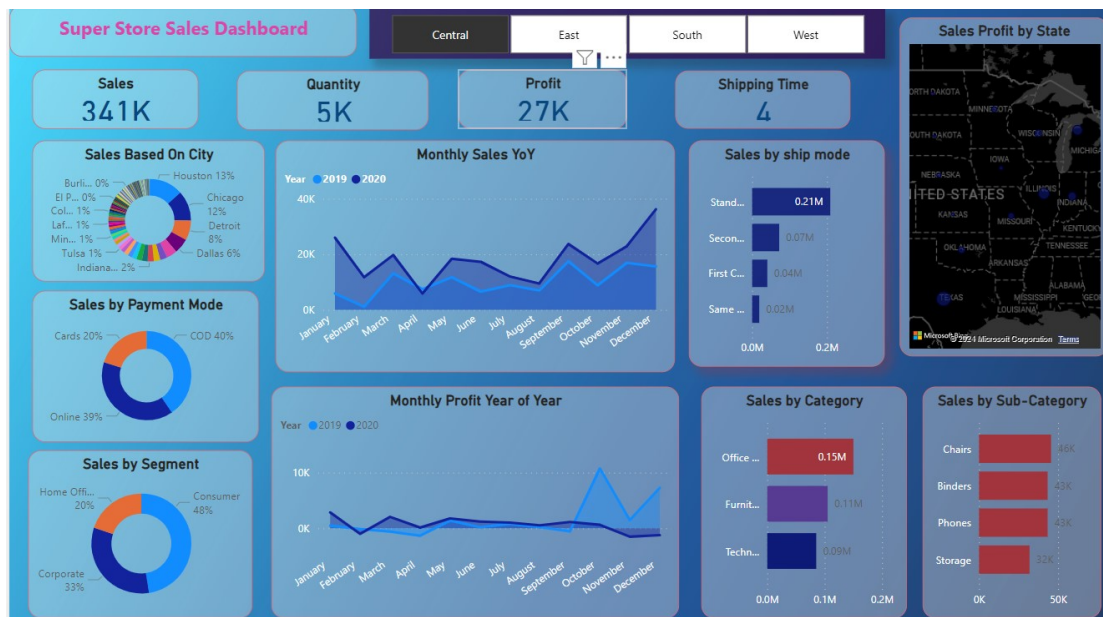 Super Store Sales Dashboard
Central
East
South
West
Sales
341K
Quantity
5K
Profit
27K
Shipping Time
4
Sales Profit by State
NORTH DAKOTA
MINNESOTA
SOUTH DAKOTA
WISCONSIN
MICHIG
IOWA
NEBRASKA
UNITED STATES
ILLINOIS
INDIANA
KANSAS
MISSOURI
KENTUCKY
OKLAHOMA
TENNESSEE
ARKANSAS
TEXAS
MISSISSIPPI
ALABAMA
GEOR
LOUISIANA
Microsoft Bing
© 2024 Microsoft Corporation Terms
Sales Based On City
Houston 13%
Chicago
12%
Detroit
8%
Dallas 6%
Indiana... 2%
Tulsa 1%
Min... 1%
Laf... 1%
Col... 1%
El P... 0%
Burli... 0%
Monthly Sales YoY
Year 2019 2020
40K
20K
0K
January
February
March
April
May
June
July
August
September
October
November
December
Sales by ship mode
Stand... 0.21M
Secon... 0.07M
First C... 0.04M
Same ... 0.02M
0.0M 0.2M
Sales by Payment Mode
Cards 20%
COD 40%
Online 39%
Monthly Profit Year of Year
Year 2019 2020
10K
0K
January
February
March
April
May
June
July
August
September
October
November
December
Sales by Category
Office ... 0.15M
Furnit... 0.11M
Techn... 0.09M
0.0M 0.1M 0.2M
Sales by Sub-Category
Chairs 46K
Binders 43K
Phones 43K
Storage 32K
0K 50K
Sales by Segment
Home Offi...
20%
Consumer
48%
Corporate
33%